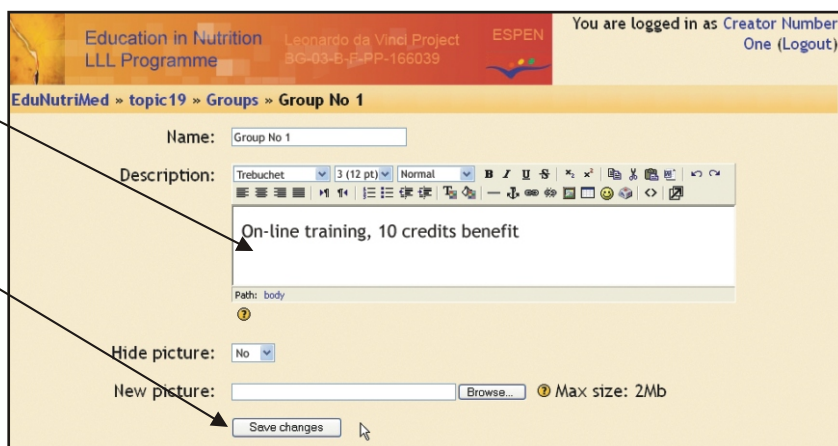 Education in Nutrition
LLL Programme
Leonardo da Vinci Project
BG-03-B-F-PP-166039
ESPEN
You are logged in as Creator Number
One (Logout)
EduNutriMed » topic19 » Groups » Group No 1
Name: Group No 1
Description: Trebuchet 3 (12 pt) Normal B I U S x₂ x²
On-line training, 10 credits benefit
Path: body
Hide picture: No
New picture: Browse... Max size: 2Mb
Save changes